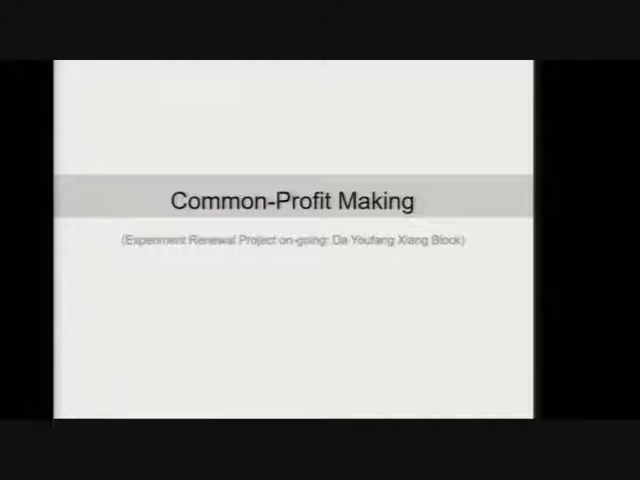 Common-Profit Making
(Experiment Renewal Project on-going: Da Youfang Xiang Block)